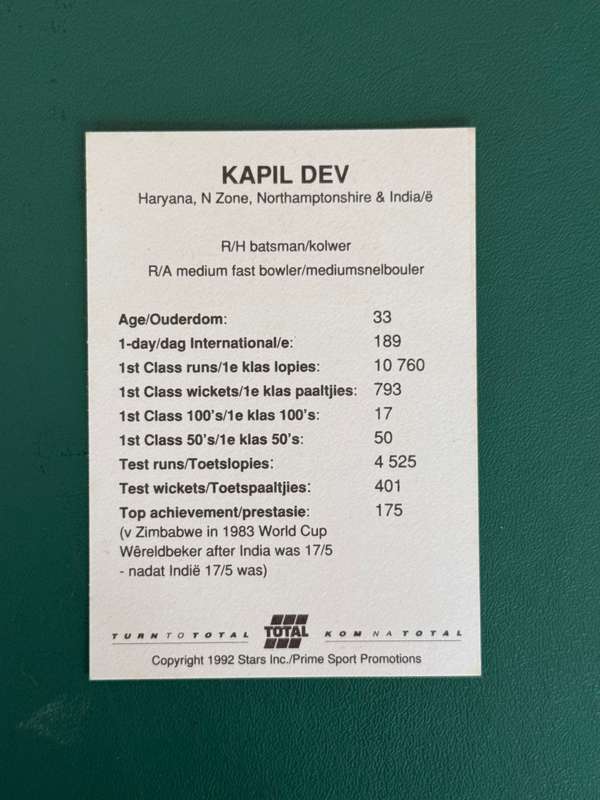 KAPIL DEV
Haryana, N Zone, Northamptonshire & India/ë
R/H batsman/kolwer
R/A medium fast bowler/mediumsnelbouler
Age/Ouderdom: 33
1-day/dag International/e: 189
1st Class runs/1e klas lopies: 10 760
1st Class wickets/1e klas paaltjies: 793
1st Class 100's/1e klas 100's: 17
1st Class 50's/1e klas 50's: 50
Test runs/Toetslopies: 4 525
Test wickets/Toetspaaltjies: 401
Top achievement/prestasie: 175
(v Zimbabwe in 1983 World Cup
Wêreldbeker after India was 17/5
- nadat Indië 17/5 was)
TURN TO TOTAL TOTAL KOM NA TOTAL
Copyright 1992 Stars Inc./Prime Sport Promotions